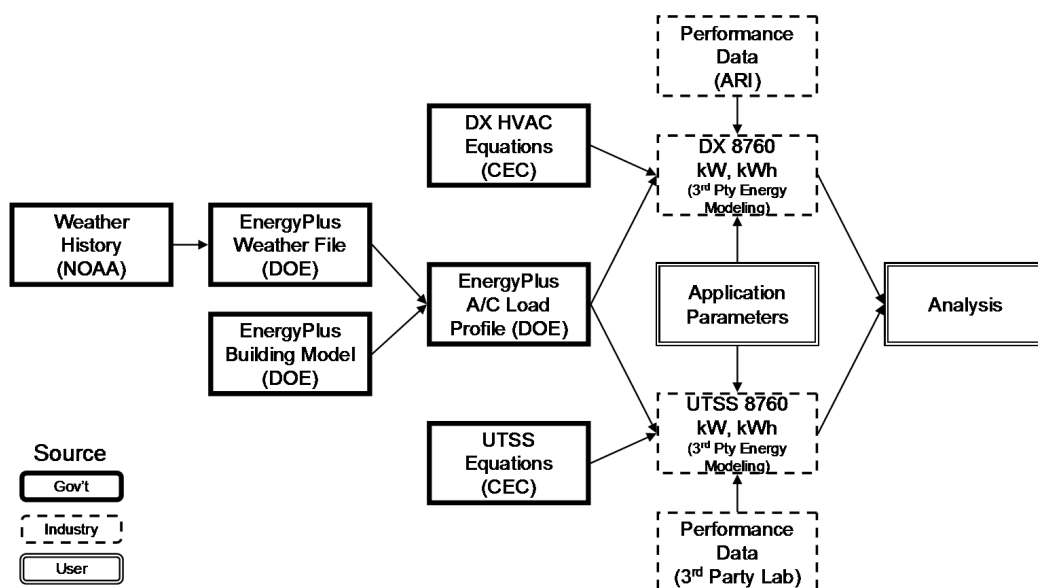 Performance
Data
(ARI)
DX HVAC
Equations
(CEC)
DX 8760
kW, kWh
(3rd Pty Energy
Modeling)
Weather
History
(NOAA)
EnergyPlus
Weather File
(DOE)
EnergyPlus
Building Model
(DOE)
EnergyPlus
A/C Load
Profile (DOE)
Application
Parameters
Analysis
UTSS
Equations
(CEC)
UTSS 8760
kW, kWh
(3rd Pty Energy
Modeling)
Performance
Data
(3rd Party Lab)
Source
Gov't
Industry
User